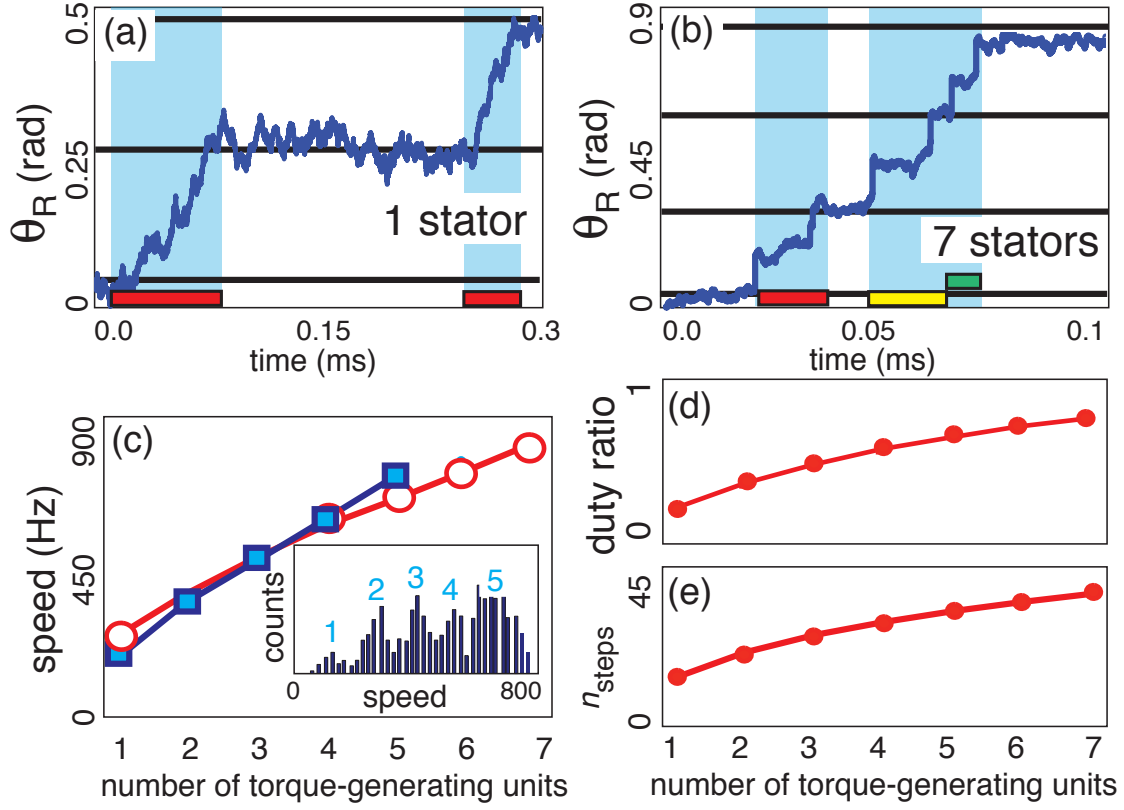 (a)
0.5
0.25
0
θR (rad)
1 stator
0.0
0.15
0.3
time (ms)
(b)
0.9
0.45
0
θR (rad)
7 stators
0.0
0.05
0.1
time (ms)
(c)
900
450
0
speed (Hz)
counts
1
2
3
4
5
0
speed
800
1 2 3 4 5 6 7
number of torque-generating units
(d)
1
0
duty ratio
(e)
45
0
nsteps
1 2 3 4 5 6 7
number of torque-generating units